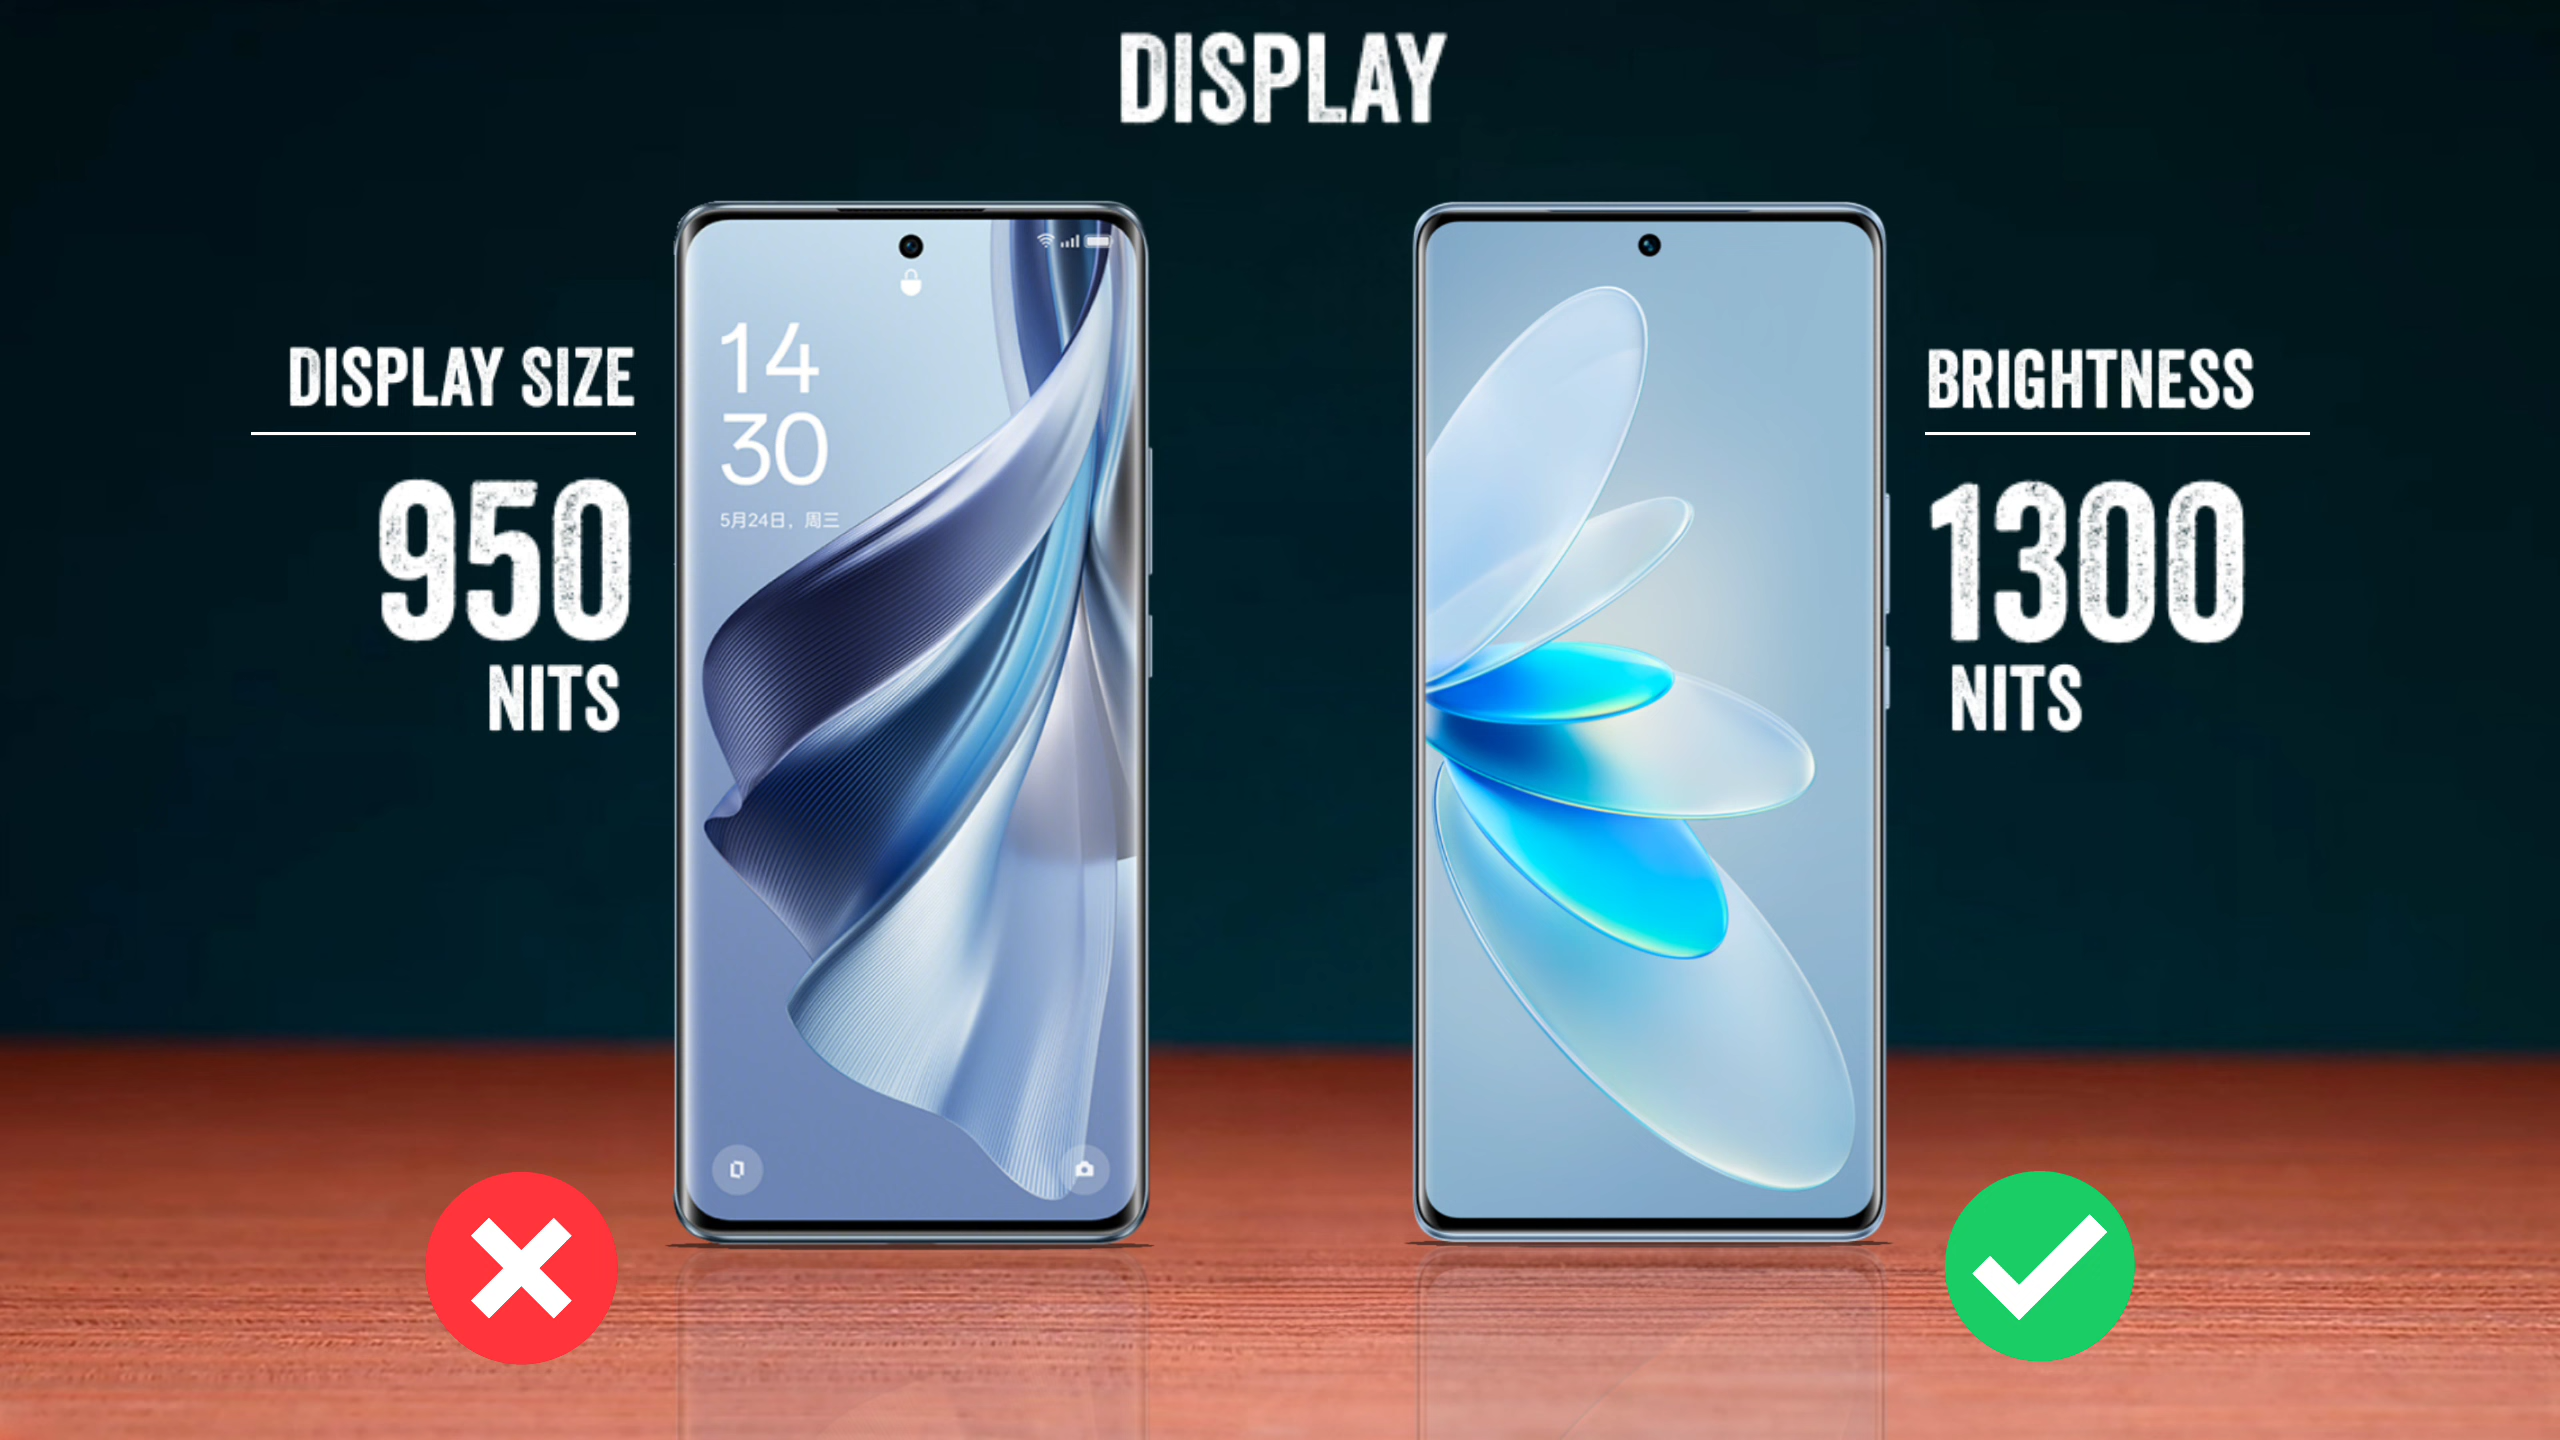 DISPLAY
DISPLAY SIZE
950
NITS
14
30
5月24日，周三
BRIGHTNESS
1300
NITS